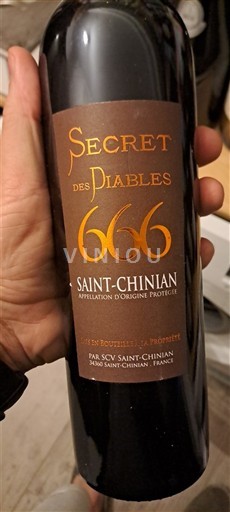 SECRET
DES DIABLES
666
VINIOU
SAINT-CHINIAN
APPELLATION D'ORIGINE PROTÉGÉE
MIS EN BOUTEILLE À LA PROPRIÉTÉ
PAR SCV SAINT-CHINIAN
34360 SAINT-CHINIAN . FRANCE